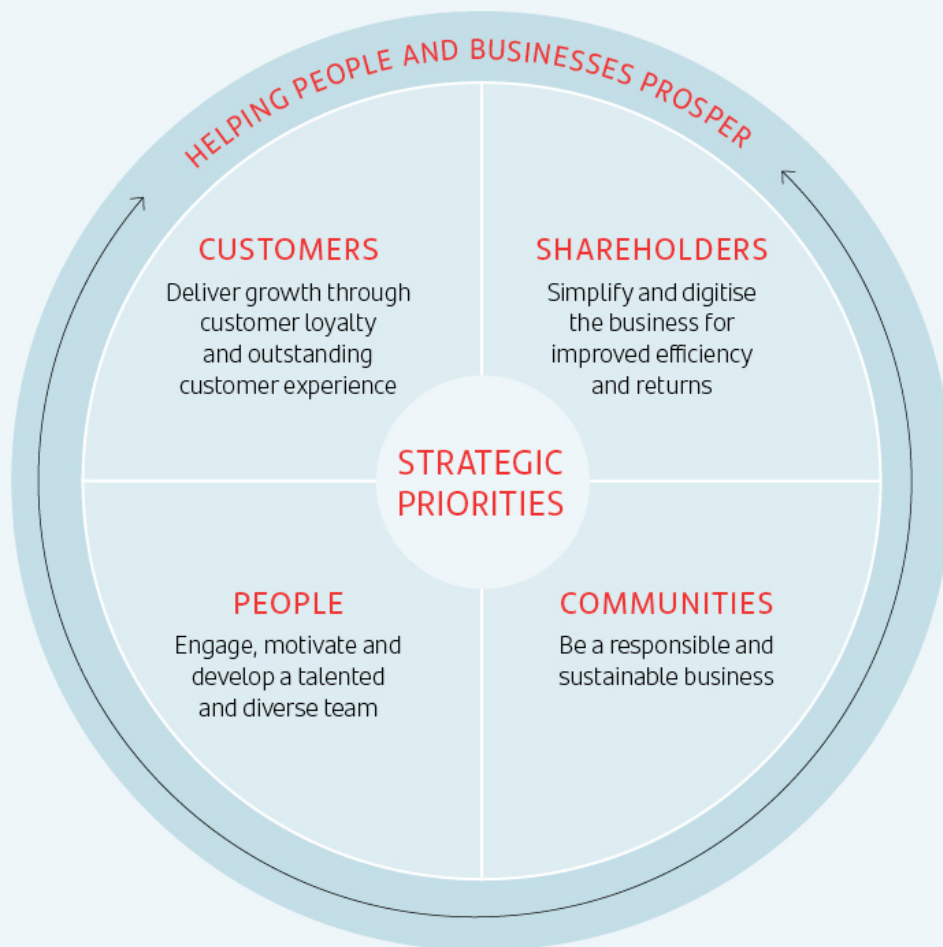 HELPING PEOPLE AND BUSINESSES PROSPER
CUSTOMERS
Deliver growth through
customer loyalty
and outstanding
customer experience
SHAREHOLDERS
Simplify and digitise
the business for
improved efficiency
and returns
STRATEGIC
PRIORITIES
PEOPLE
Engage, motivate and
develop a talented
and diverse team
COMMUNITIES
Be a responsible and
sustainable business